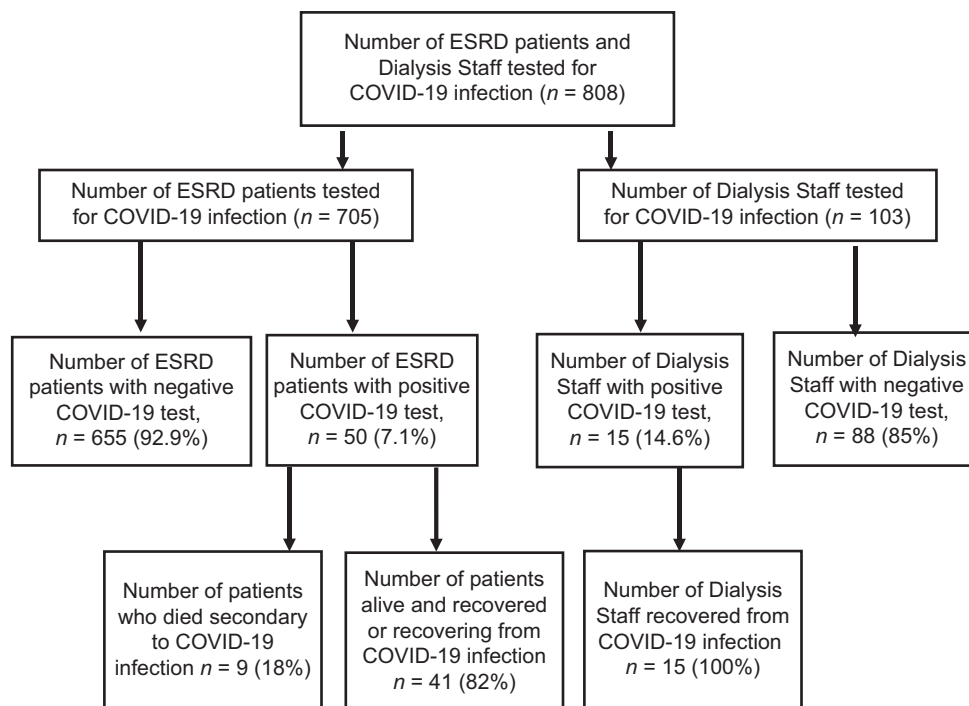 Number of ESRD patients and
Dialysis Staff tested for
COVID-19 infection (n = 808)
Number of ESRD patients tested
for COVID-19 infection (n = 705)
Number of Dialysis Staff tested
for COVID-19 infection (n = 103)
Number of ESRD
patients with negative
COVID-19 test,
n = 655 (92.9%)
Number of ESRD
patients with positive
COVID-19 test,
n = 50 (7.1%)
Number of Dialysis
Staff with positive
COVID-19 test,
n = 15 (14.6%)
Number of Dialysis
Staff with negative
COVID-19 test,
n = 88 (85%)
Number of patients
who died secondary
to COVID-19
infection n = 9 (18%)
Number of patients
alive and recovered
or recovering from
COVID-19 infection
n = 41 (82%)
Number of Dialysis
Staff recovered from
COVID-19 infection
n = 15 (100%)